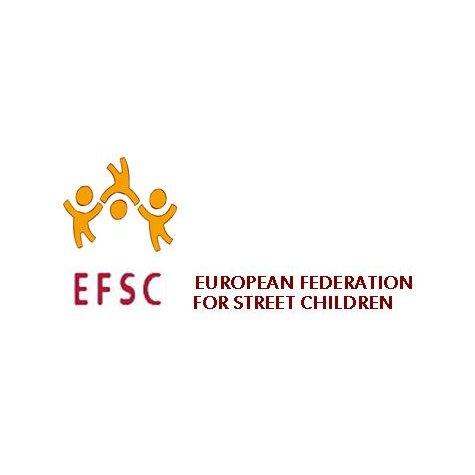 EFSC
EUROPEAN FEDERATION
FOR STREET CHILDREN